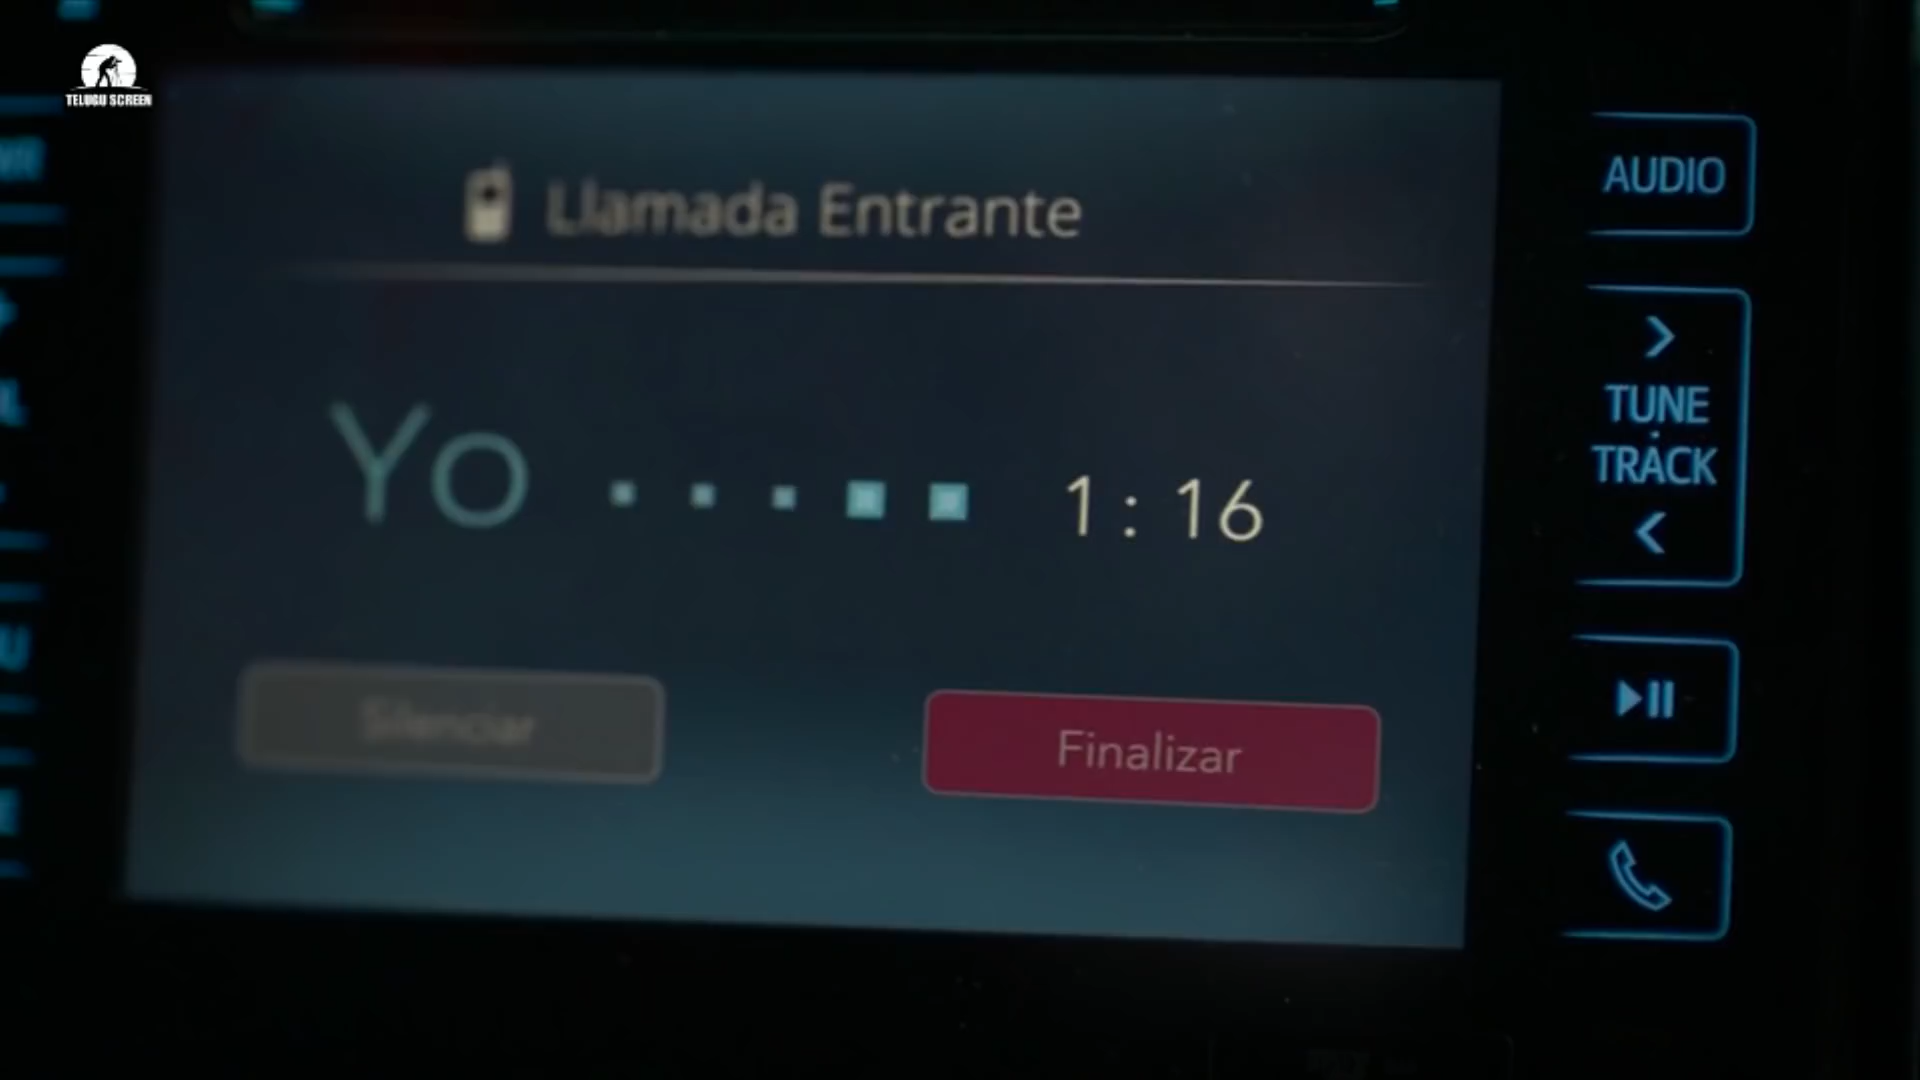 TELUGU SCREEN
Llamada Entrante
Yo 1:16
Silenciar
Finalizar
AUDIO
TUNE
TRACK